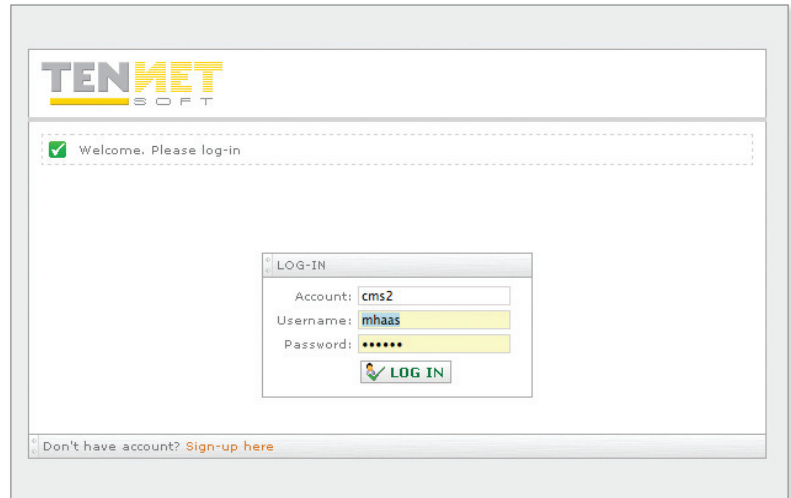 TENNET
SOFT
Welcome. Please log-in
LOG-IN
Account: cms2
Username: mhaas
Password: ••••••
LOG IN
Don't have account? Sign-up here